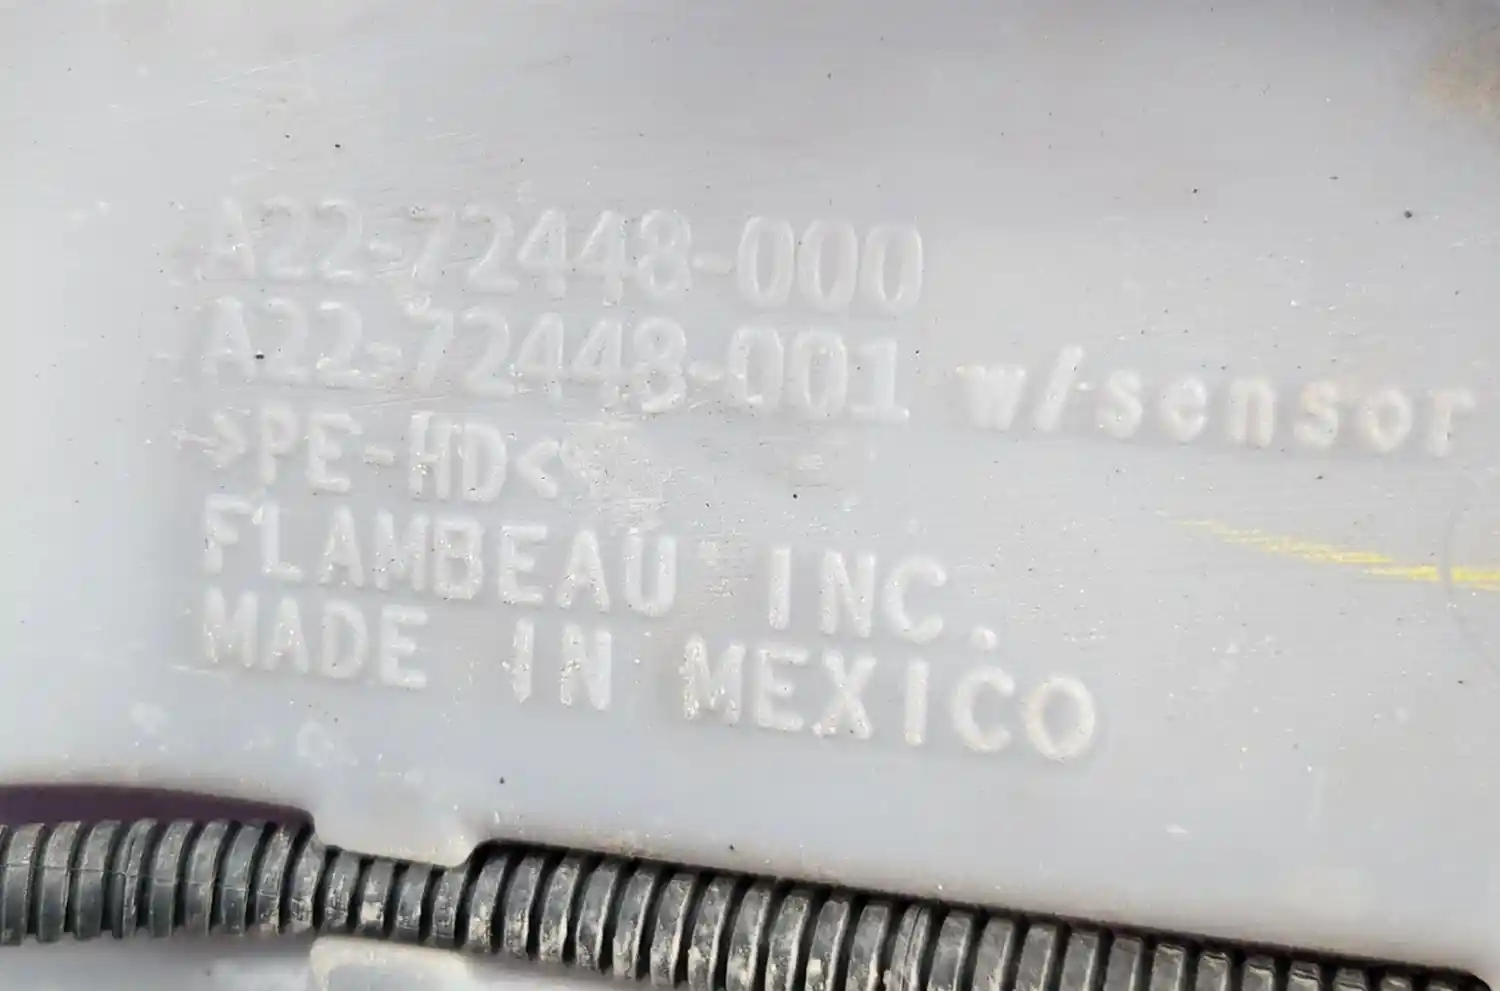 A22-72448-000
A22-72448-001 w/sensor
>PE-HD<
FLAMBEAU INC.
MADE IN MEXICO